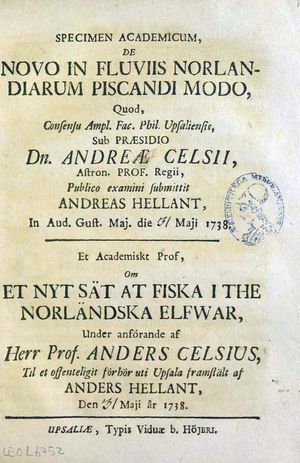 SPECIMEN ACADEMICUM,
DE
NOVO IN FLUVIIS NORLAN-
DIARUM PISCANDI MODO,
Quod,
Consensu Ampl. Fac. Phil. Upsaliensis,
Sub PRÆSIDIO
Dn. ANDREÆ CELSII,
Astron. PROF. Regii,
Publico examini submittit
ANDREAS HELLANT,
In Aud. Gust. Maj. die Maji 1738.
Et Academiskt Prof,
Om
ET NYT SÄT AT FISKA I THE
NORLÄNDSKA ELFWAR,
Under anförande af
Herr Prof. ANDERS CELSIUS,
Til et offenteligit förhör uti Upsala framstält af
ANDERS HELLANT,
Den Maji år 1738.
UPSALIÆ, Typis Viduæ b. HÖJERI.